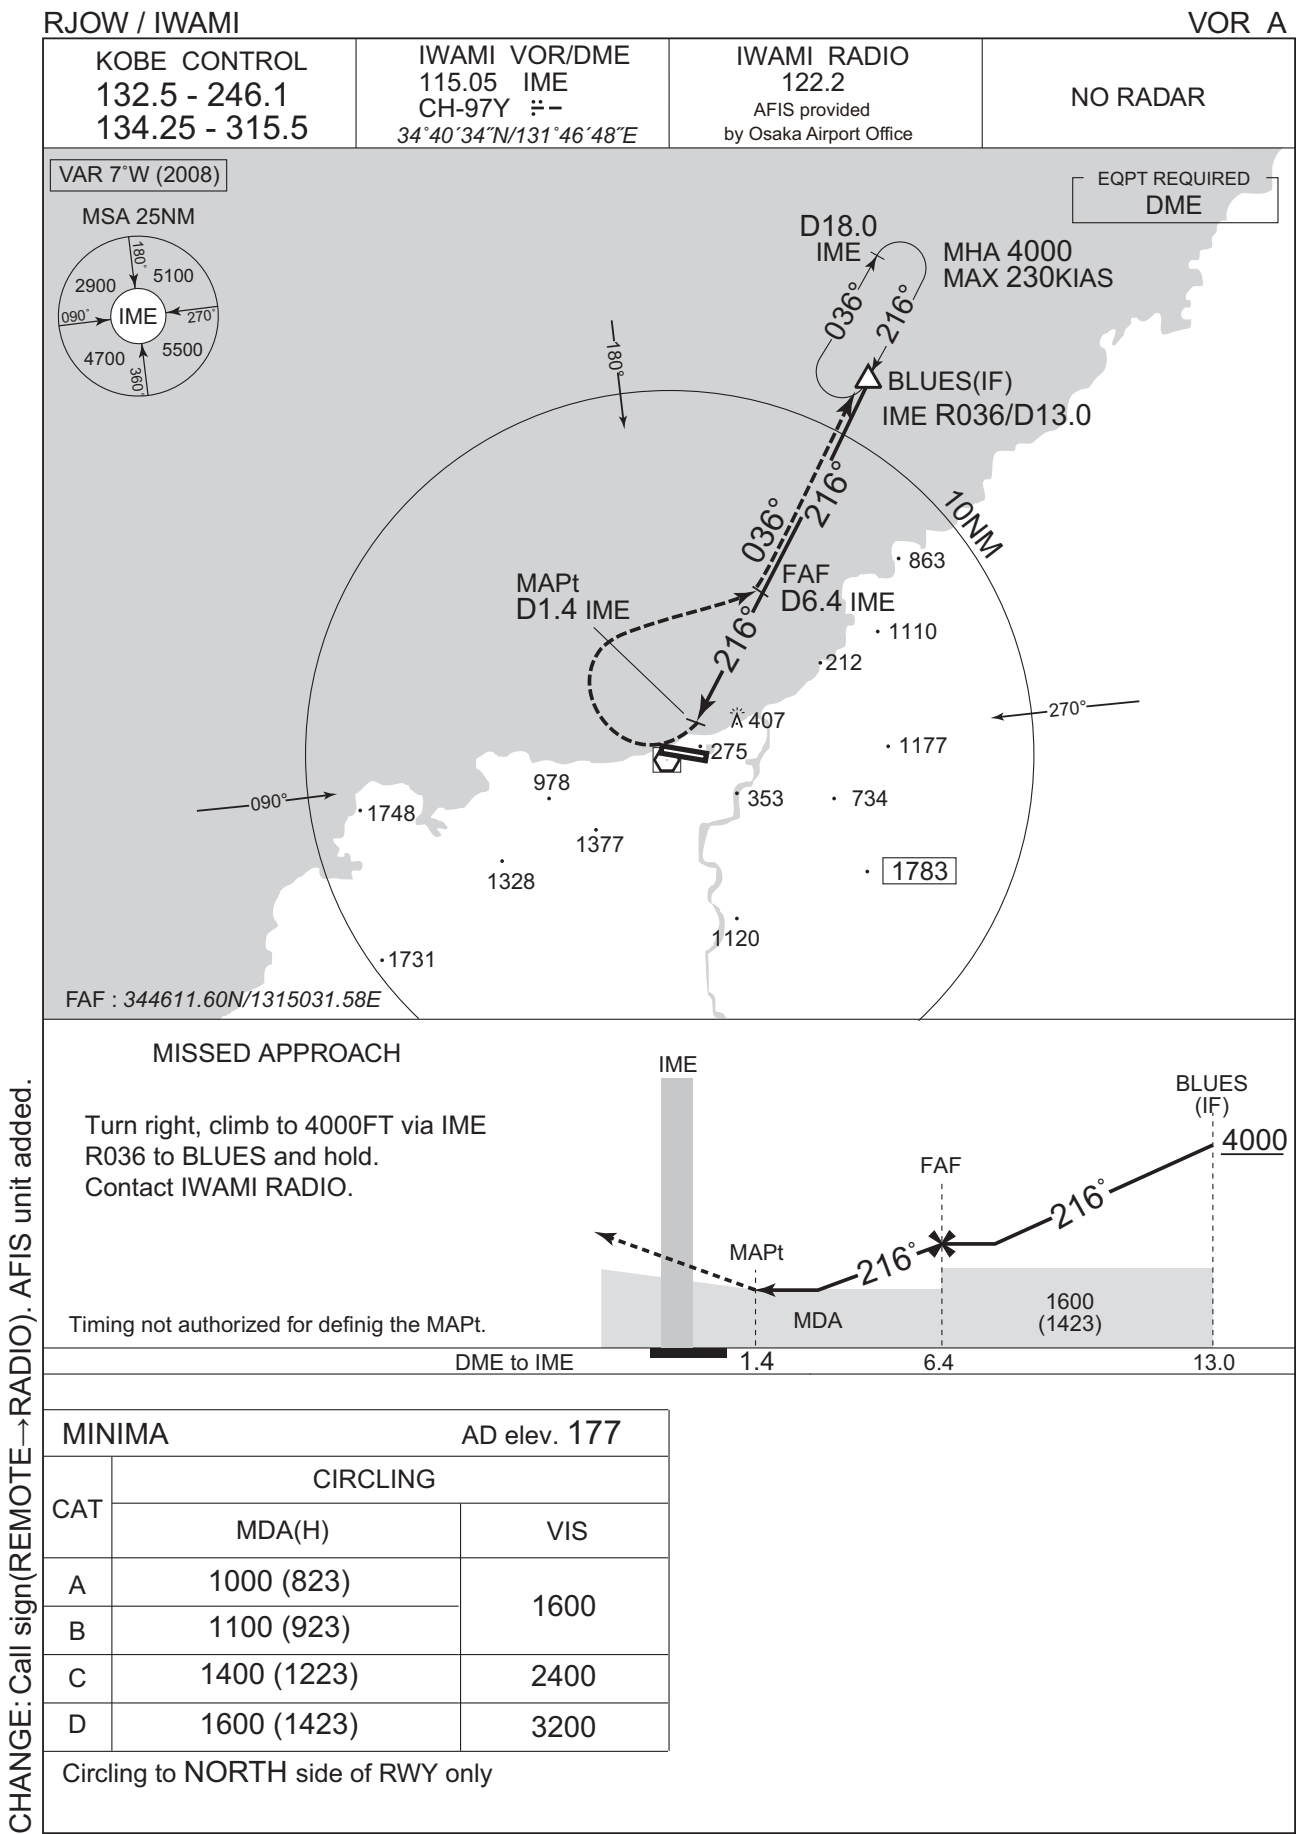 RJOW / IWAMI
VOR A
KOBE CONTROL
132.5 - 246.1
134.25 - 315.5
IWAMI VOR/DME
115.05 IME
CH-97Y
34˚40´34˝N/131˚46´48˝E
IWAMI RADIO
122.2
AFIS provided
by Osaka Airport Office
NO RADAR
VAR 7˚W (2008)
MSA 25NM
180˚
2900
5100
090˚
IME
270˚
4700
5500
360˚
EQPT REQUIRED
DME
D18.0
IME
MHA 4000
MAX 230KIAS
036°
216°
180°
BLUES(IF)
IME R036/D13.0
10NM
036°
216°
863
MAPt
D1.4 IME
FAF
D6.4 IME
216°
1110
212
270°
407
275
1177
978
090°
1748
353
734
1377
1328
1783
1120
1731
FAF : 344611.60N/1315031.58E
MISSED APPROACH
Turn right, climb to 4000FT via IME
R036 to BLUES and hold.
Contact IWAMI RADIO.
Timing not authorized for definig the MAPt.
IME
BLUES
(IF)
4000
FAF
216°
MAPt
216°
MDA
1600
(1423)
DME to IME
1.4
6.4
13.0
MINIMA
AD elev. 177
CAT
CIRCLING
MDA(H)
VIS
A
1000 (823)
1600
B
1100 (923)
C
1400 (1223)
2400
D
1600 (1423)
3200
Circling to NORTH side of RWY only
CHANGE: Call sign(REMOTE→RADIO). AFIS unit added.